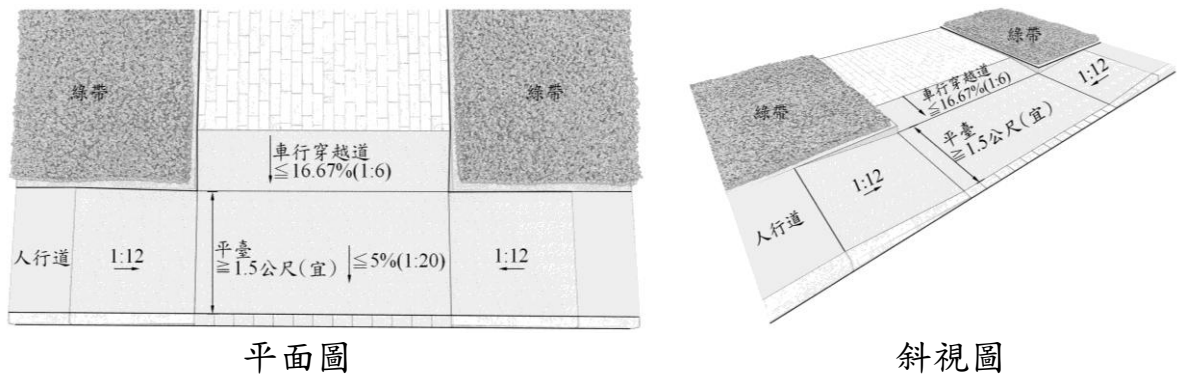 綠帶
綠帶
車行穿越道
≦16.67%(1:6)
人行道
1:12
平臺
≧1.5公尺(宜)
≦5%(1:20)
1:12
平面圖
綠帶
綠帶
1:12
車行穿越道
≦16.67%(1:6)
平臺
≧1.5公尺(宜)
1:12
人行道
斜視圖